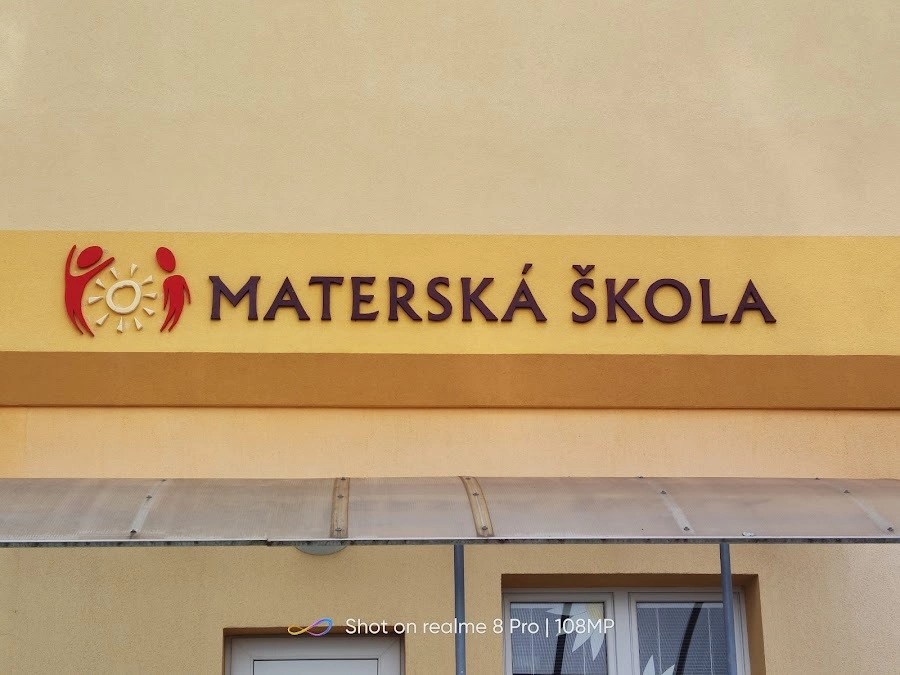 MATERSKÁ ŠKOLA
Shot on realme 8 Pro | 108MP